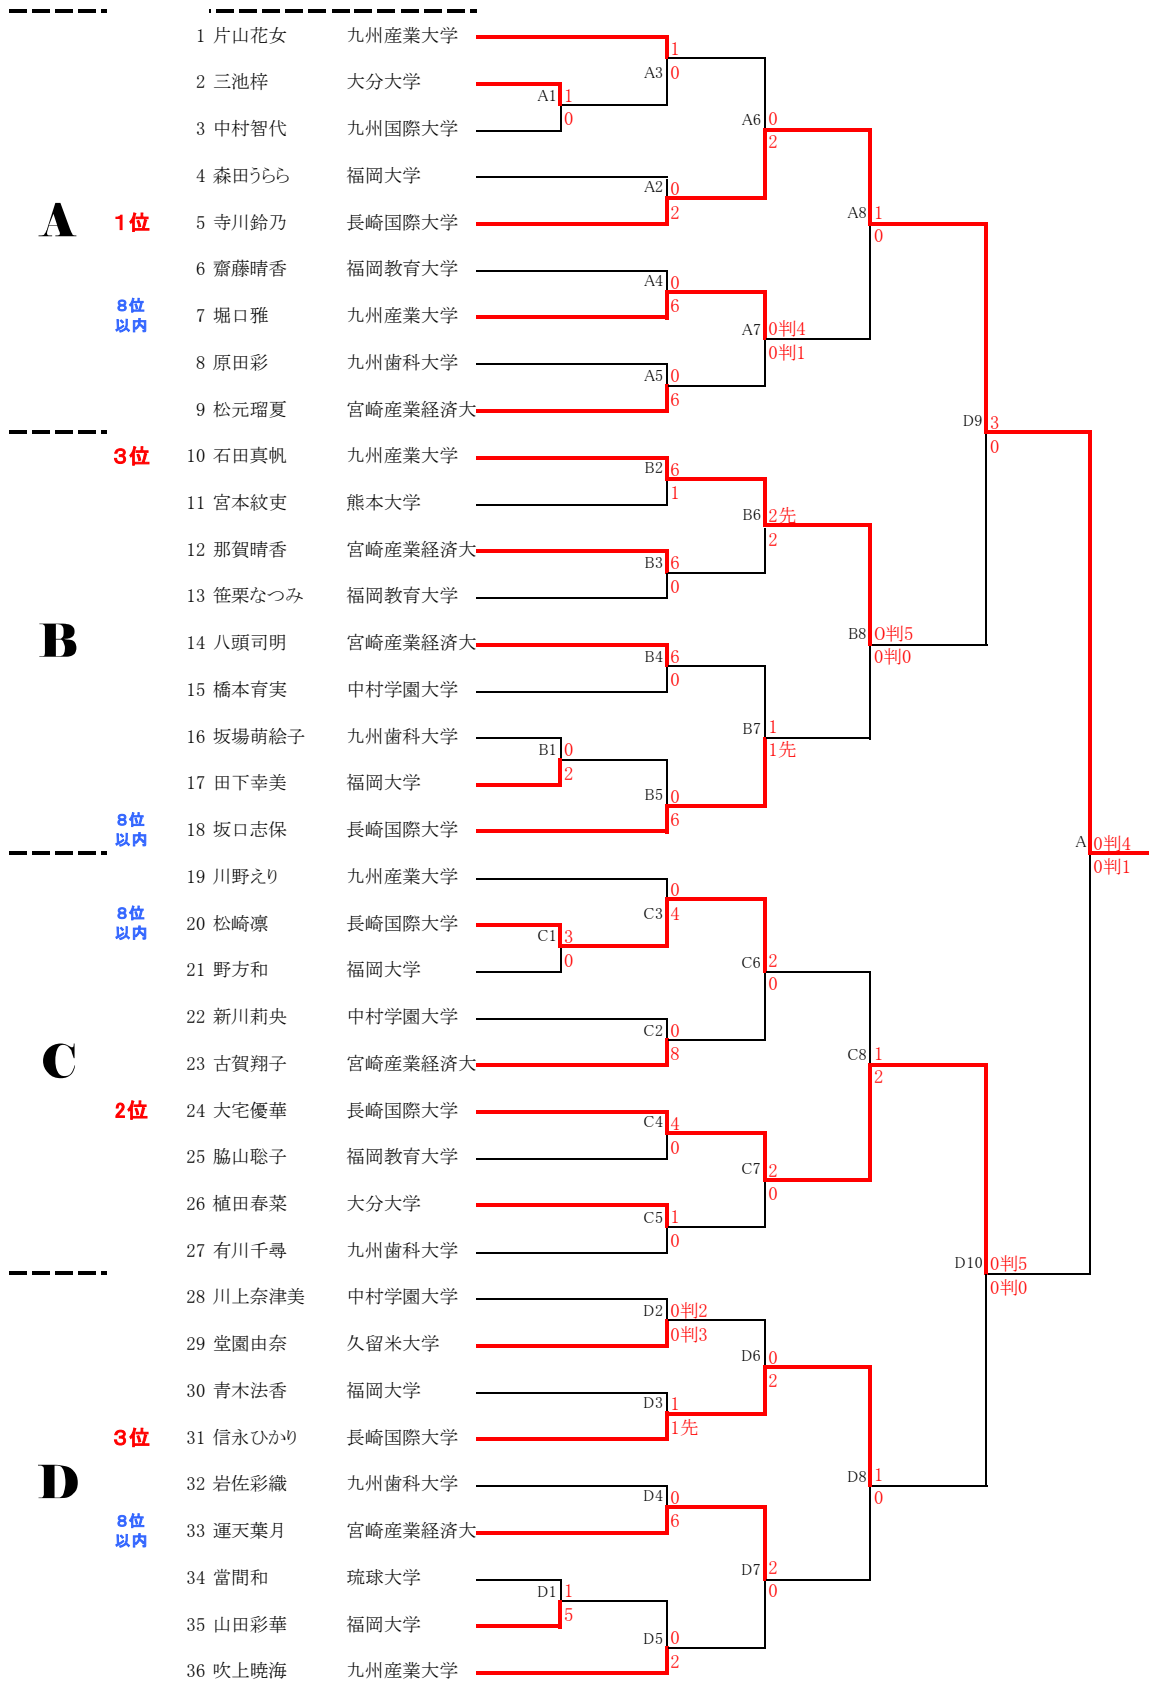 1 片山花女 九州産業大学
1
A3 0
2 三池梓 大分大学
A1 1
0
A6 0
2
3 中村智代 九州国際大学
4 森田うらら 福岡大学
A2 0
2
A 1位 5 寺川鈴乃 長崎国際大学
A8 1
0
6 齋藤晴香 福岡教育大学
A4 0
6
8位
以内
7 堀口雅 九州産業大学
A7 0判4
0判1
8 原田彩 九州歯科大学
A5 0
6
9 松元瑠夏 宮崎産業経済大
D9 3
0
3位 10 石田真帆 九州産業大学
B2 6
1
11 宮本紋吏 熊本大学
B6 2先
2
12 那賀晴香 宮崎産業経済大
B3 6
0
13 笹栗なつみ 福岡教育大学
B
14 八頭司明 宮崎産業経済大
B8 0判5
0判0
B4 6
0
15 橋本育実 中村学園大学
B7 1
1先
16 坂場萌絵子 九州歯科大学
B1 0
2
17 田下幸美 福岡大学
B5 0
6
8位
以内
18 坂口志保 長崎国際大学
A 0判4
0判1
19 川野えり 九州産業大学
0
C3 4
8位
以内
20 松崎凛 長崎国際大学
C1 3
0
21 野方和 福岡大学
C6 2
0
22 新川莉央 中村学園大学
C2 0
8
C
23 古賀翔子 宮崎産業経済大
C8 1
2
2位 24 大宅優華 長崎国際大学
C4 4
0
25 脇山聡子 福岡教育大学
C7 2
0
26 植田春菜 大分大学
C5 1
0
27 有川千尋 九州歯科大学
D10 0判5
0判0
28 川上奈津美 中村学園大学
D2 0判2
0判3
29 堂園由奈 久留米大学
D6 0
2
30 青木法香 福岡大学
D3 1
1先
3位 31 信永ひかり 長崎国際大学
D
32 岩佐彩織 九州歯科大学
D8 1
0
D4 0
6
8位
以内
33 運天葉月 宮崎産業経済大
D7 2
0
34 當間和 琉球大学
D1 1
5
35 山田彩華 福岡大学
D5 0
2
36 吹上暁海 九州産業大学